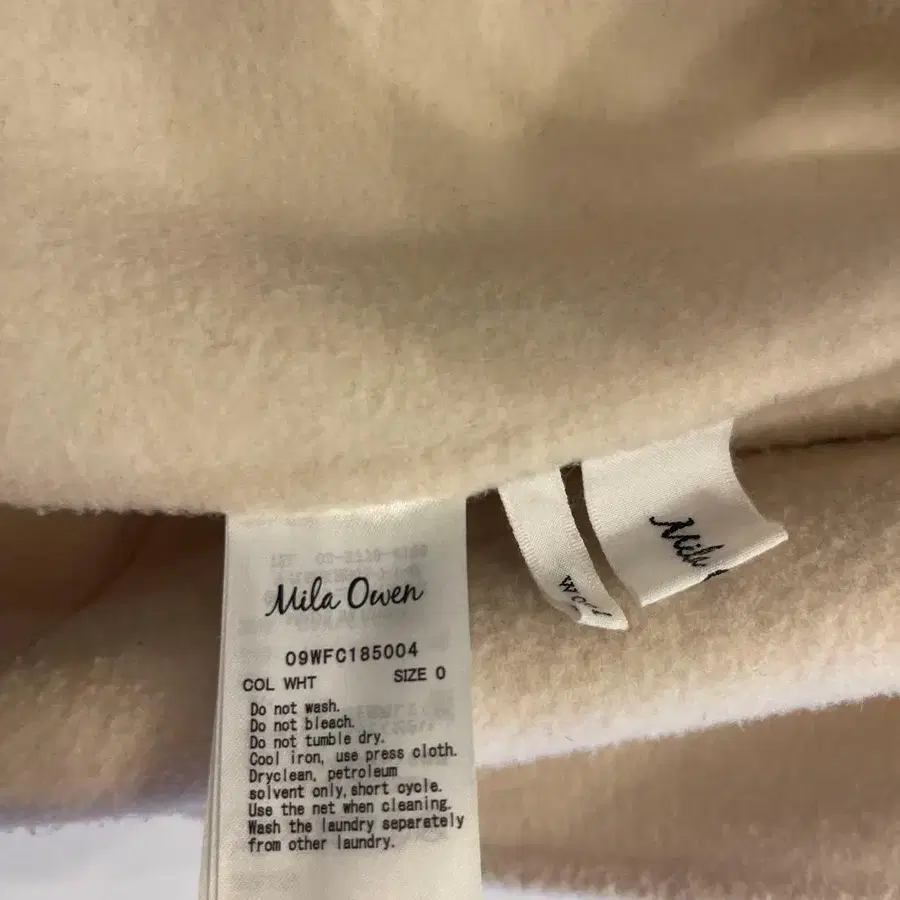 Mila Owen
09WFC185004
COL WHT SIZE 0
Do not wash.
Do not bleach.
Do not tumble dry.
Cool iron, use press cloth.
Dryclean, petroleum
solvent only,short cycle.
Use the net when cleaning.
Wash the laundry separately
from other laundry.
Mila